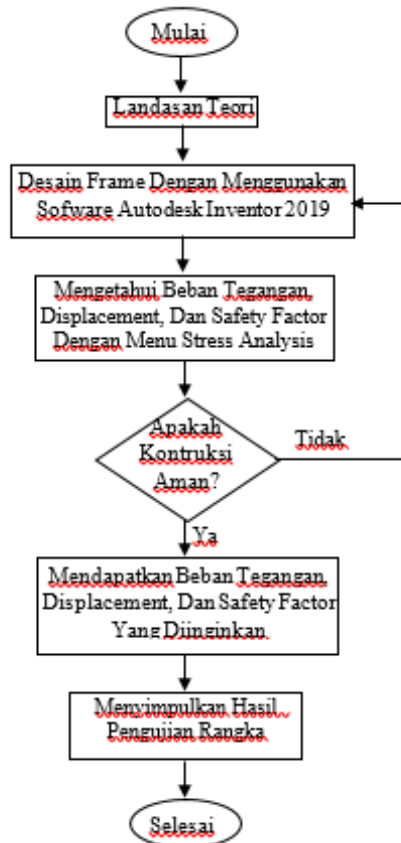 Mulai
Landasan Teori
Desain Frame Dengan Menggunakan
Sofware Autodesk Inventor 2019
Mengetahui Beban Tegangan,
Displacement, Dan Safety Factor
Dengan Menu Stress Analysis
Apakah
Kontruksi
Aman?
Tidak
Ya
Mendapatkan Beban Tegangan,
Displacement, Dan Safety Factor
Yang Diinginkan
Menyimpulkan Hasil
Pengujian Rangka
Selesai